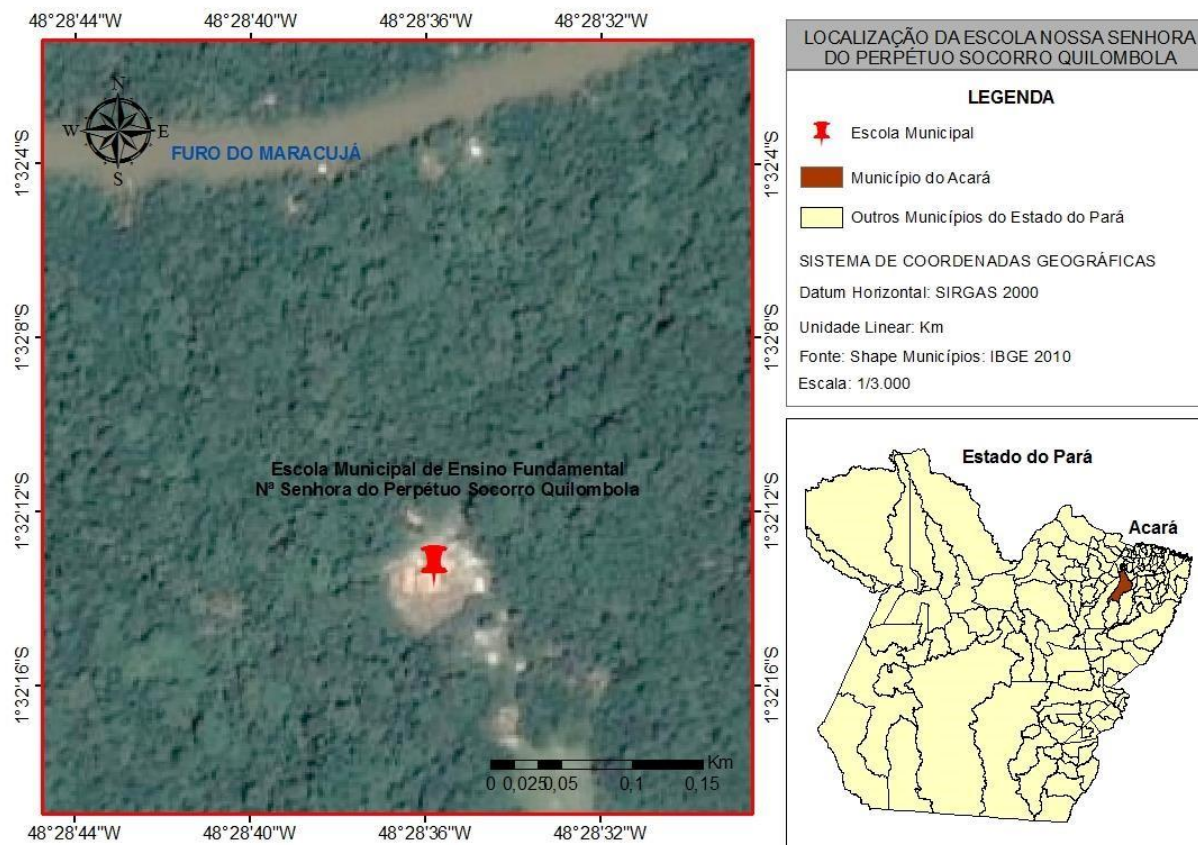 48°28'44"W 48°28'40"W 48°28'36"W 48°28'32"W
N
W E
S
FURO DO MARACUJÁ
1°32'4"S 1°32'4"S
1°32'8"S 1°32'8"S
Escola Municipal de Ensino Fundamental
Nª Senhora do Perpétuo Socorro Quilombola
1°32'12"S 1°32'12"S
1°32'16"S 1°32'16"S
Km
0 0,025 0,05 0,1 0,15
48°28'44"W 48°28'40"W 48°28'36"W 48°28'32"W
LOCALIZAÇÃO DA ESCOLA NOSSA SENHORA
DO PERPÉTUO SOCORRO QUILOMBOLA
LEGENDA
Escola Municipal
Município do Acará
Outros Municípios do Estado do Pará
SISTEMA DE COORDENADAS GEOGRÁFICAS
Datum Horizontal: SIRGAS 2000
Unidade Linear: Km
Fonte: Shape Municípios: IBGE 2010
Escala: 1/3.000
Estado do Pará
Acará